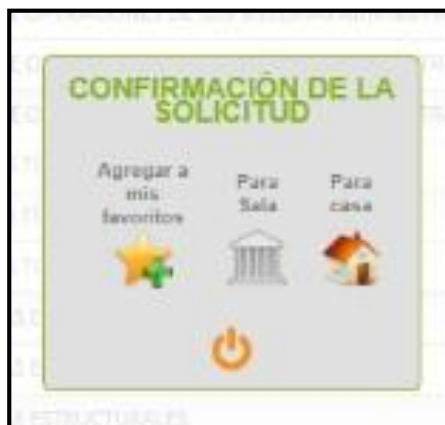 CONFIRMACIÓN DE LA
SOLICITUD
Agregar a
mis
favoritos
Para
Sala
Para
casa
ESTRUCTURALES